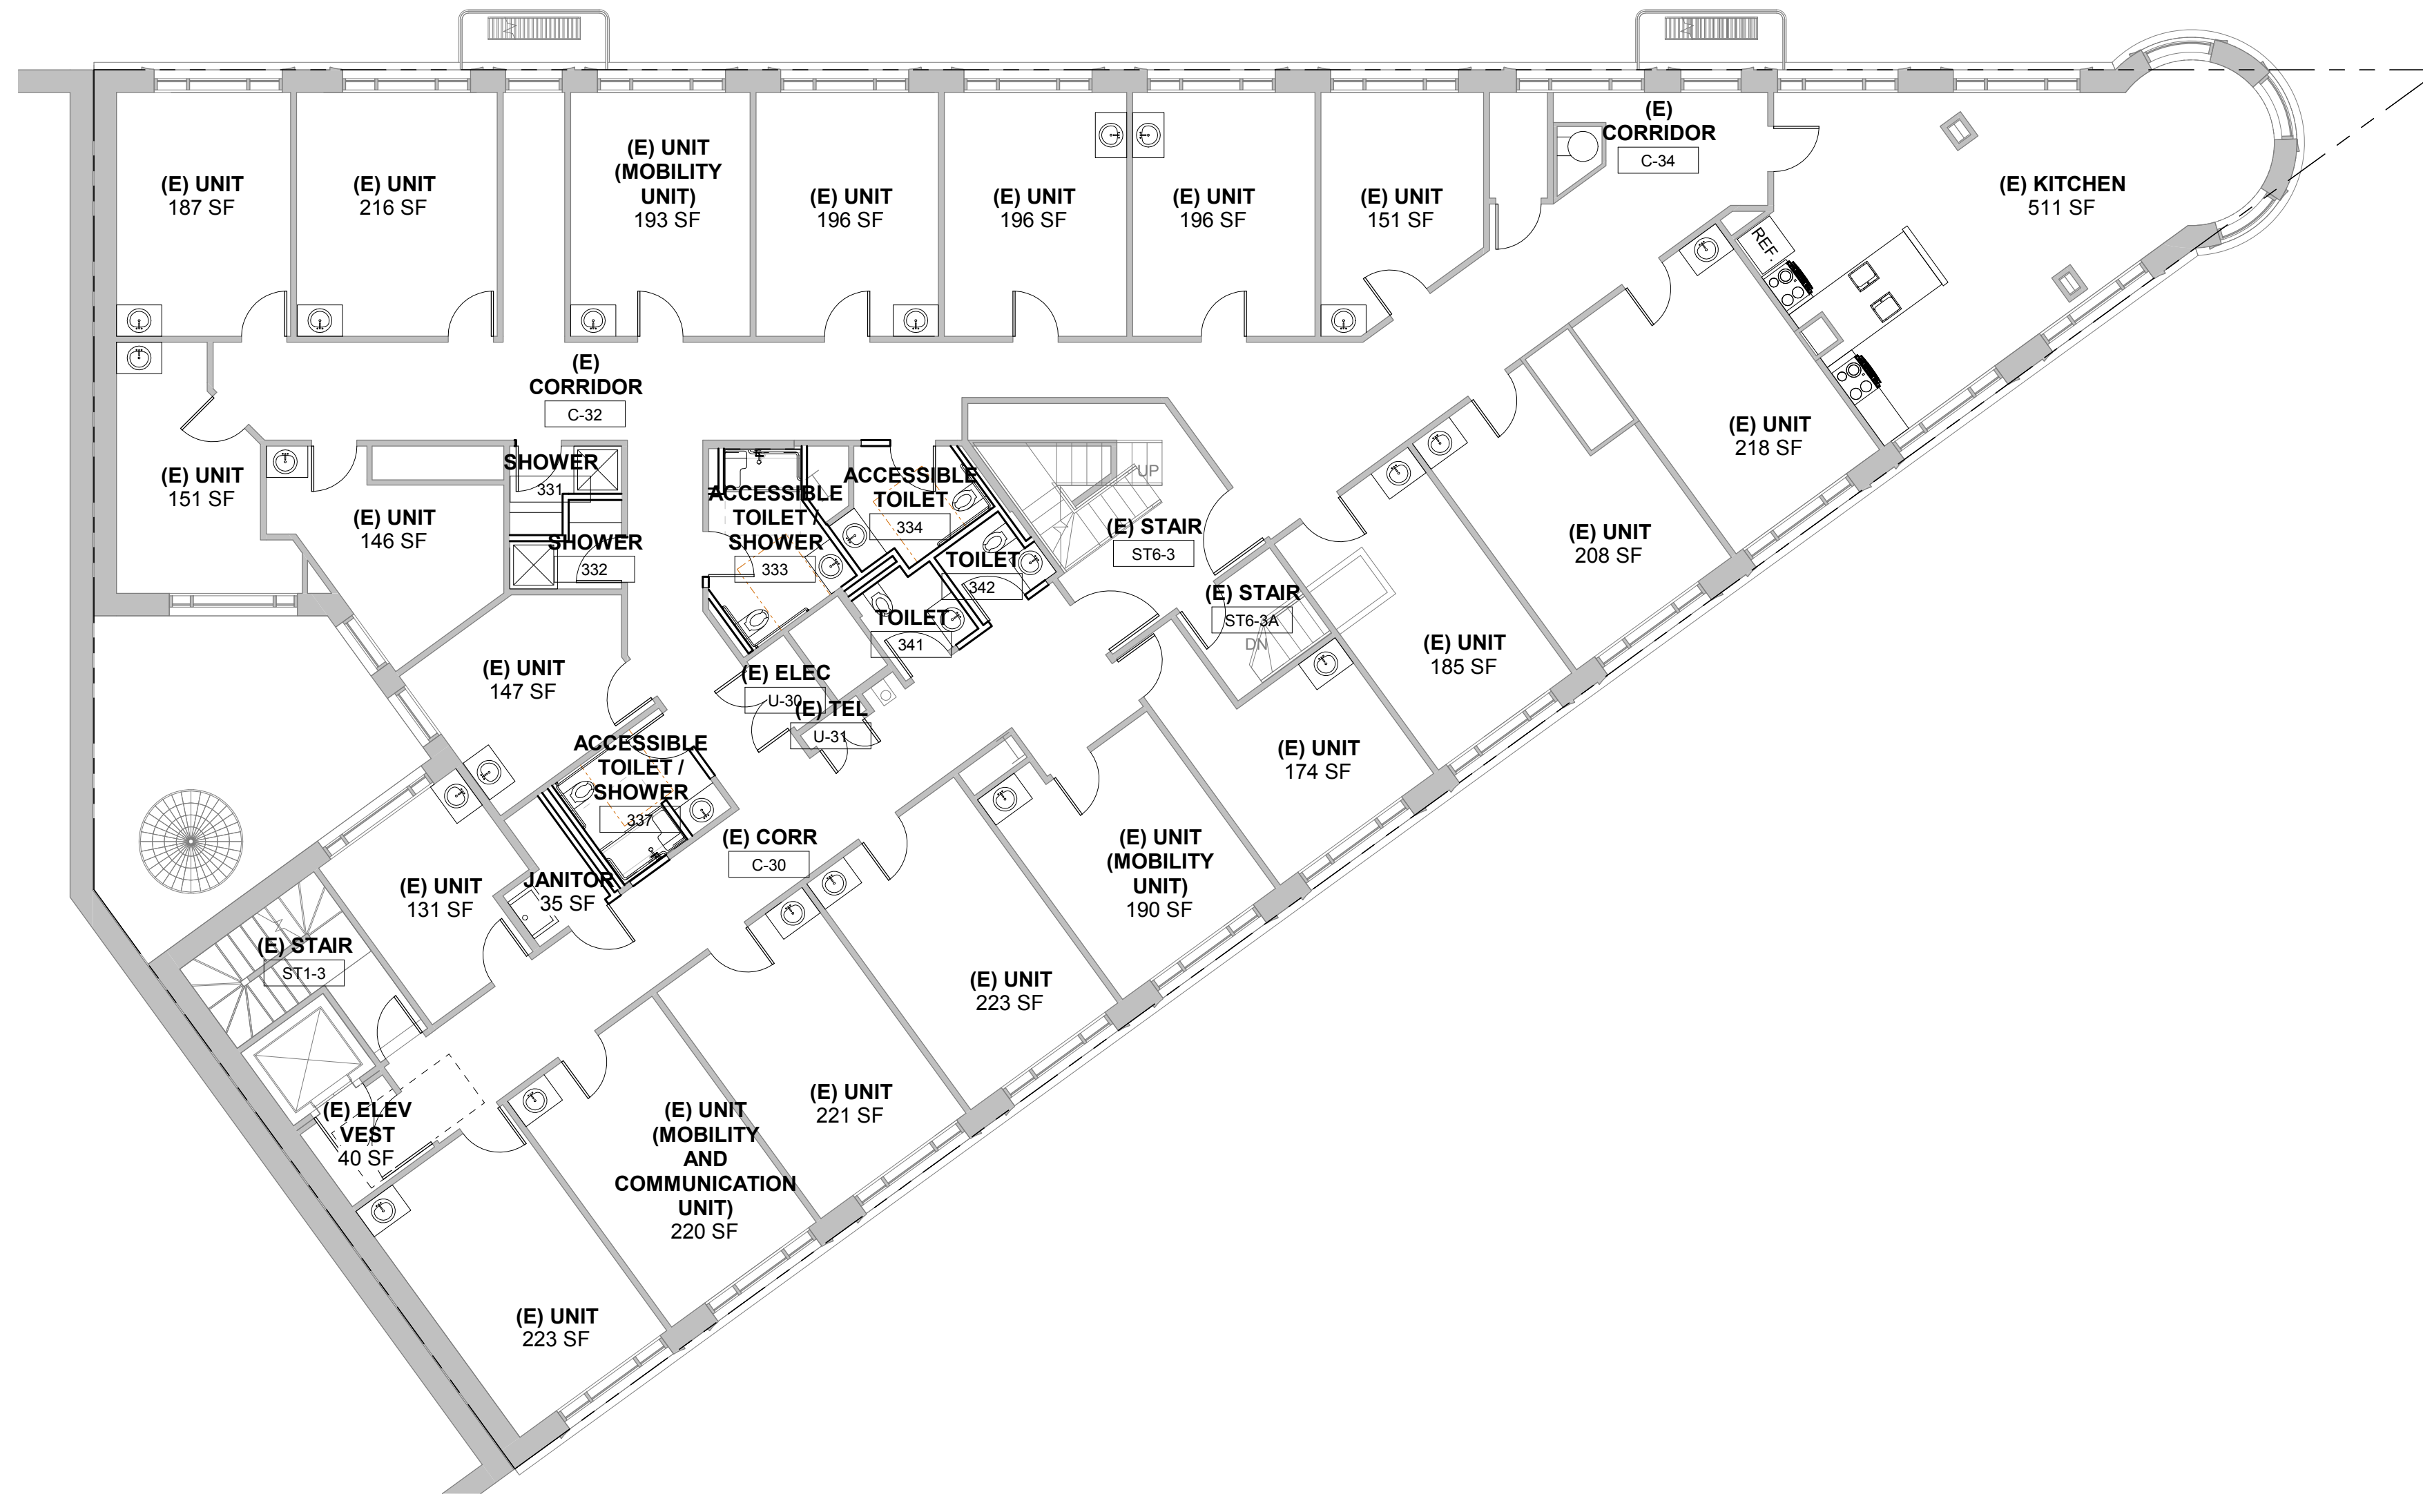 (E) UNIT
187 SF
(E) UNIT
216 SF
(E) UNIT
(MOBILITY
UNIT)
193 SF
(E) UNIT
196 SF
(E) UNIT
196 SF
(E) UNIT
196 SF
(E) UNIT
151 SF
(E)
CORRIDOR
C-34
(E) KITCHEN
511 SF
REF.
(E)
CORRIDOR
C-32
(E) UNIT
151 SF
(E) UNIT
146 SF
SHOWER
331
SHOWER
332
ACCESSIBLE
TOILET /
SHOWER
333
ACCESSIBLE
TOILET
334
TOILET
342
TOILET
341
UP
(E) STAIR
ST6-3
(E) STAIR
ST6-3A
DN
(E) UNIT
218 SF
(E) UNIT
208 SF
(E) UNIT
185 SF
(E) UNIT
174 SF
(E) UNIT
147 SF
(E) ELEC
U-30
(E) TEL
U-31
ACCESSIBLE
TOILET /
SHOWER
337
(E) CORR
C-30
(E) UNIT
(MOBILITY
UNIT)
190 SF
(E) UNIT
131 SF
JANITOR
35 SF
(E) STAIR
ST1-3
(E) UNIT
223 SF
(E) UNIT
221 SF
(E) ELEV
VEST
40 SF
(E) UNIT
(MOBILITY
AND
COMMUNICATION
UNIT)
220 SF
(E) UNIT
223 SF